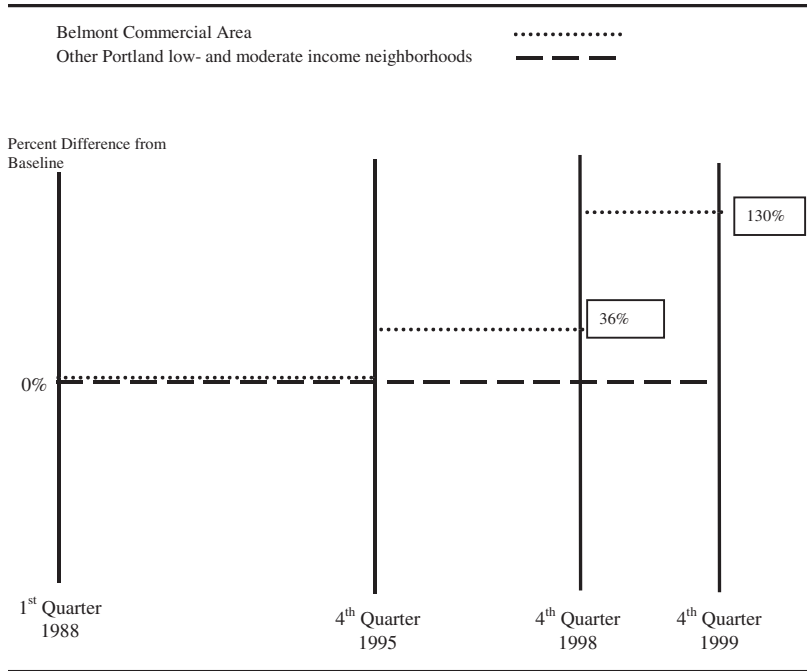 Belmont Commercial Area
Other Portland low- and moderate income neighborhoods
Percent Difference from
Baseline
130%
36%
0%
1st Quarter
1988
4th Quarter
1995
4th Quarter
1998
4th Quarter
1999